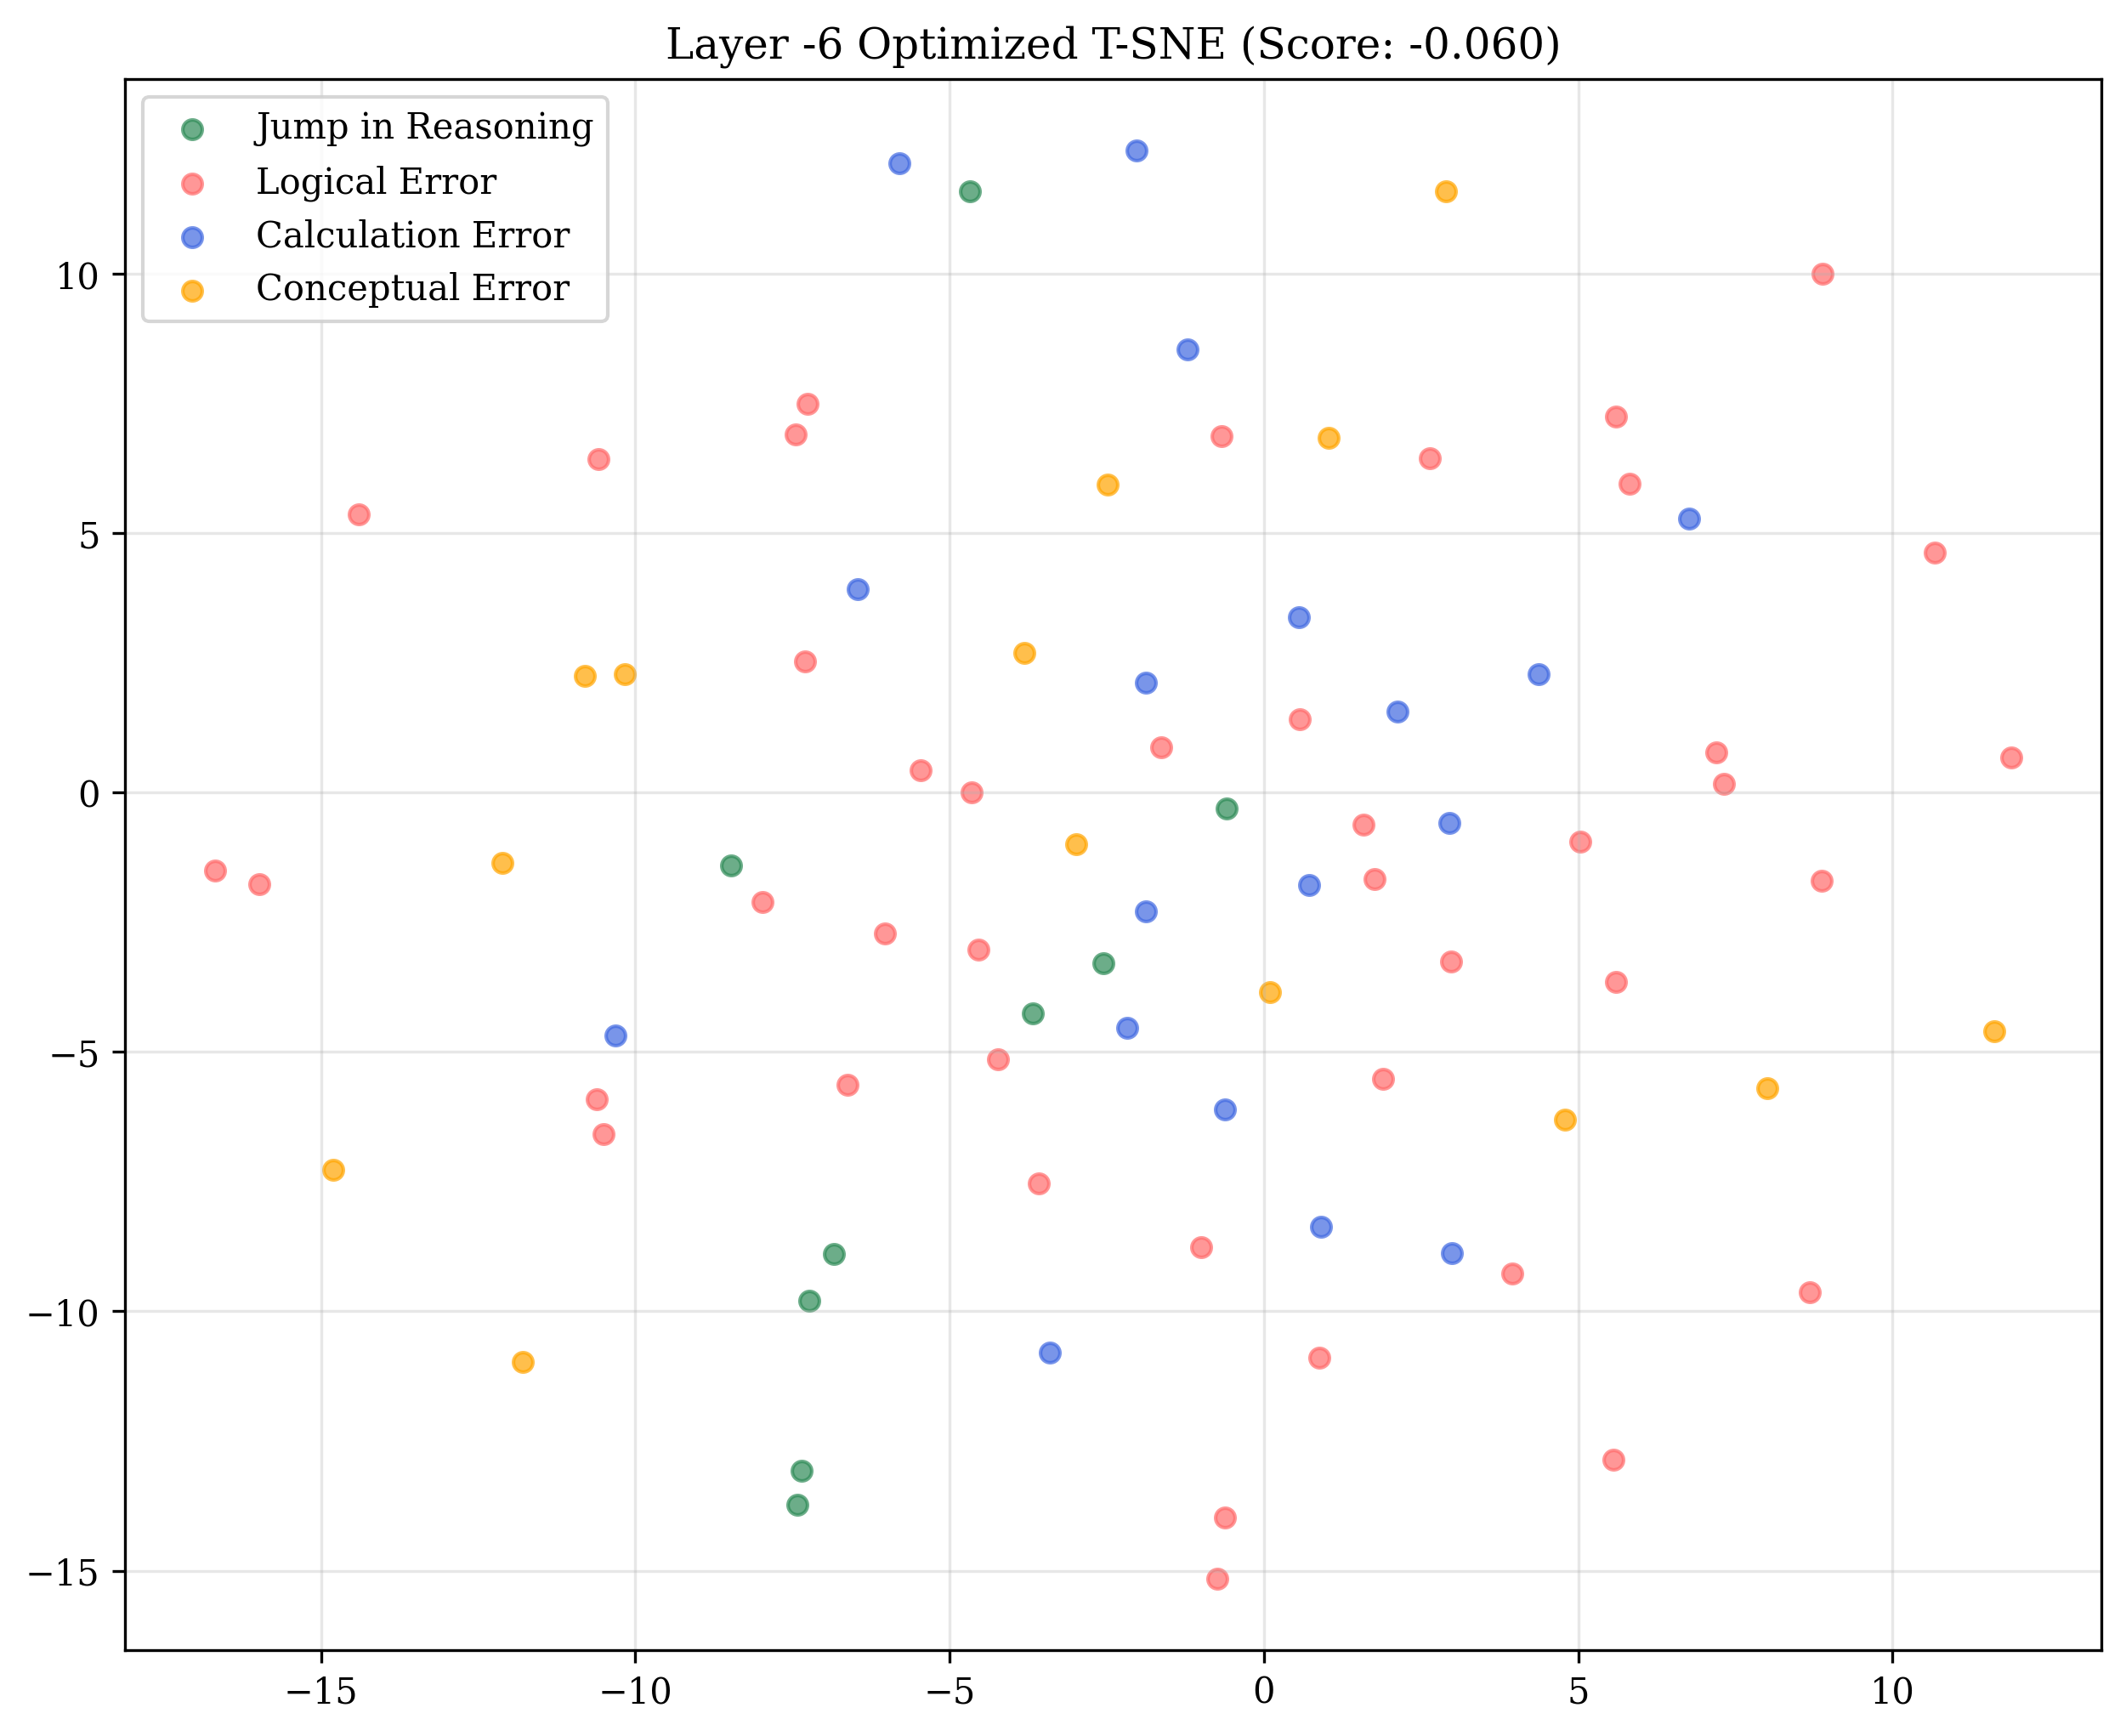 Layer -6 Optimized T-SNE (Score: -0.060)
Jump in Reasoning
Logical Error
Calculation Error
Conceptual Error
10
5
0
−5
−10
−15
−15
−10
−5
0
5
10